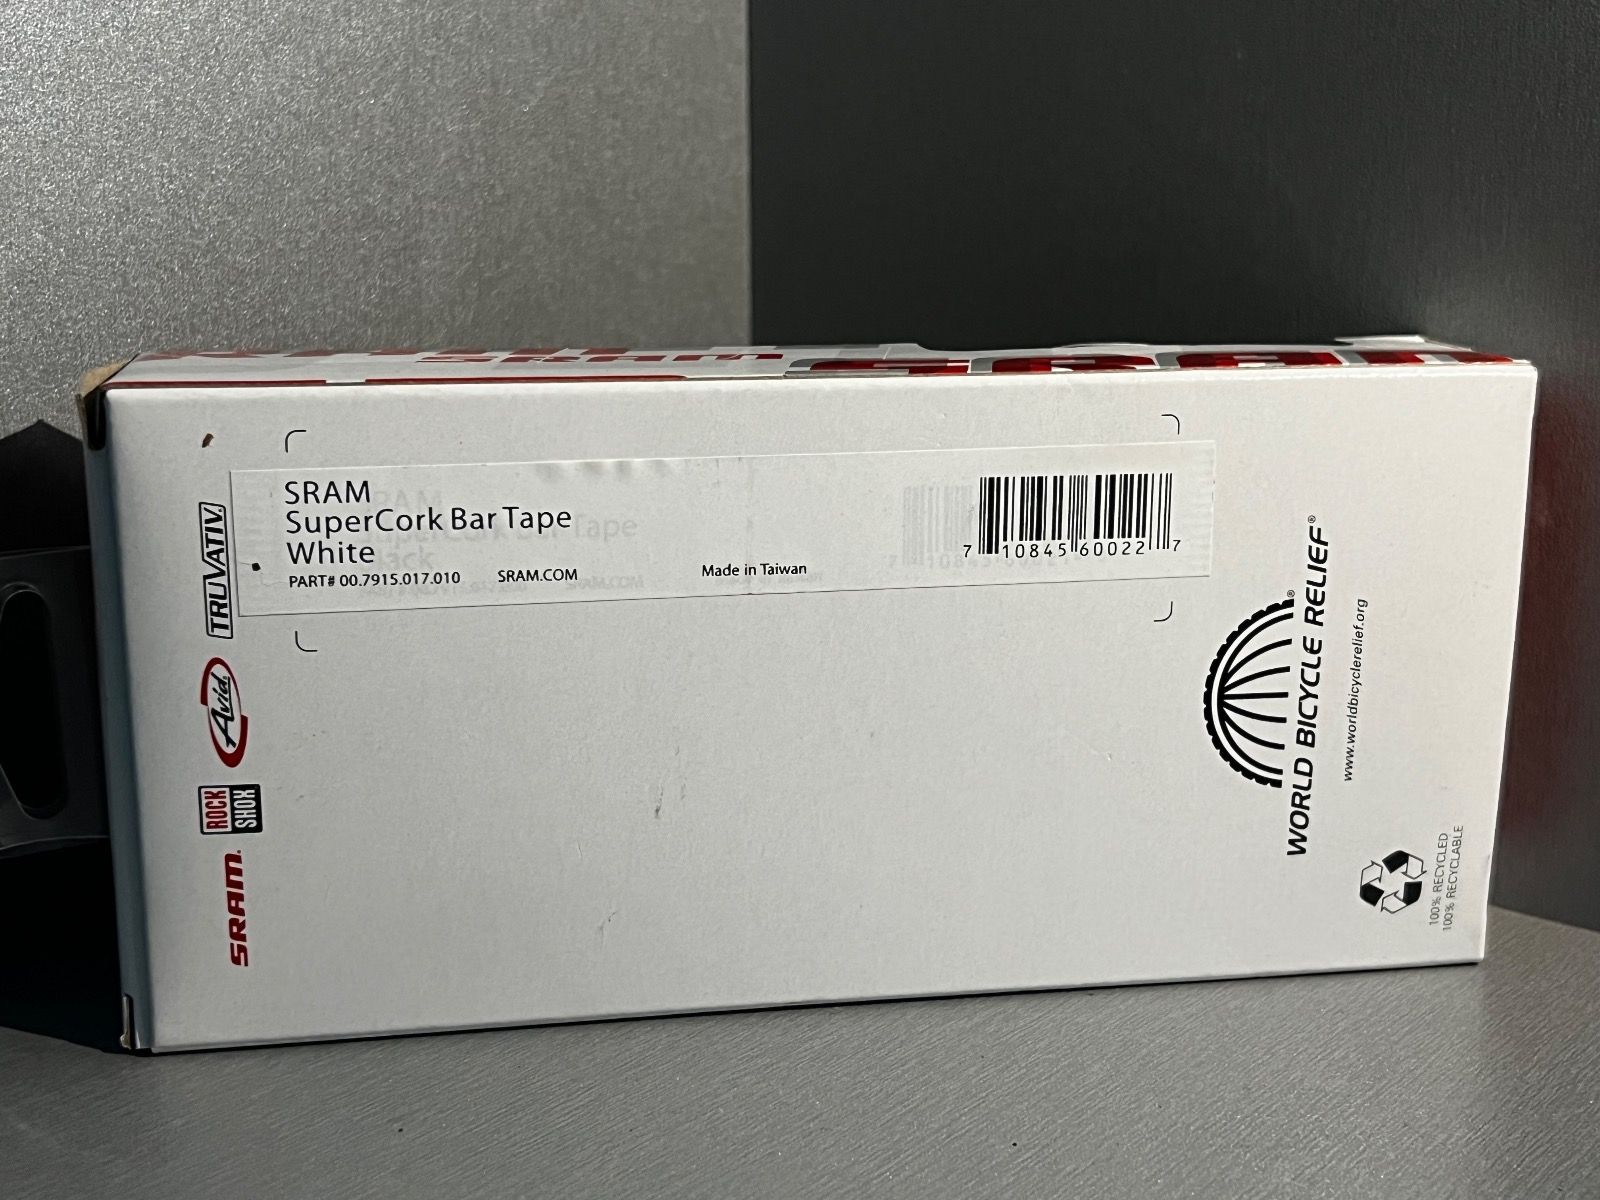 SRAM
SRAM
SuperCork Bar Tape
White
PART# 00.7915.017.010 SRAM.COM
Made in Taiwan
7 10845 60022 7
TRUVATIV.
Avid.
ROCK
SHOX
SRAM.
WORLD BICYCLE RELIEF®
www.worldbicyclerelief.org
100% RECYCLED
100% RECYCLABLE